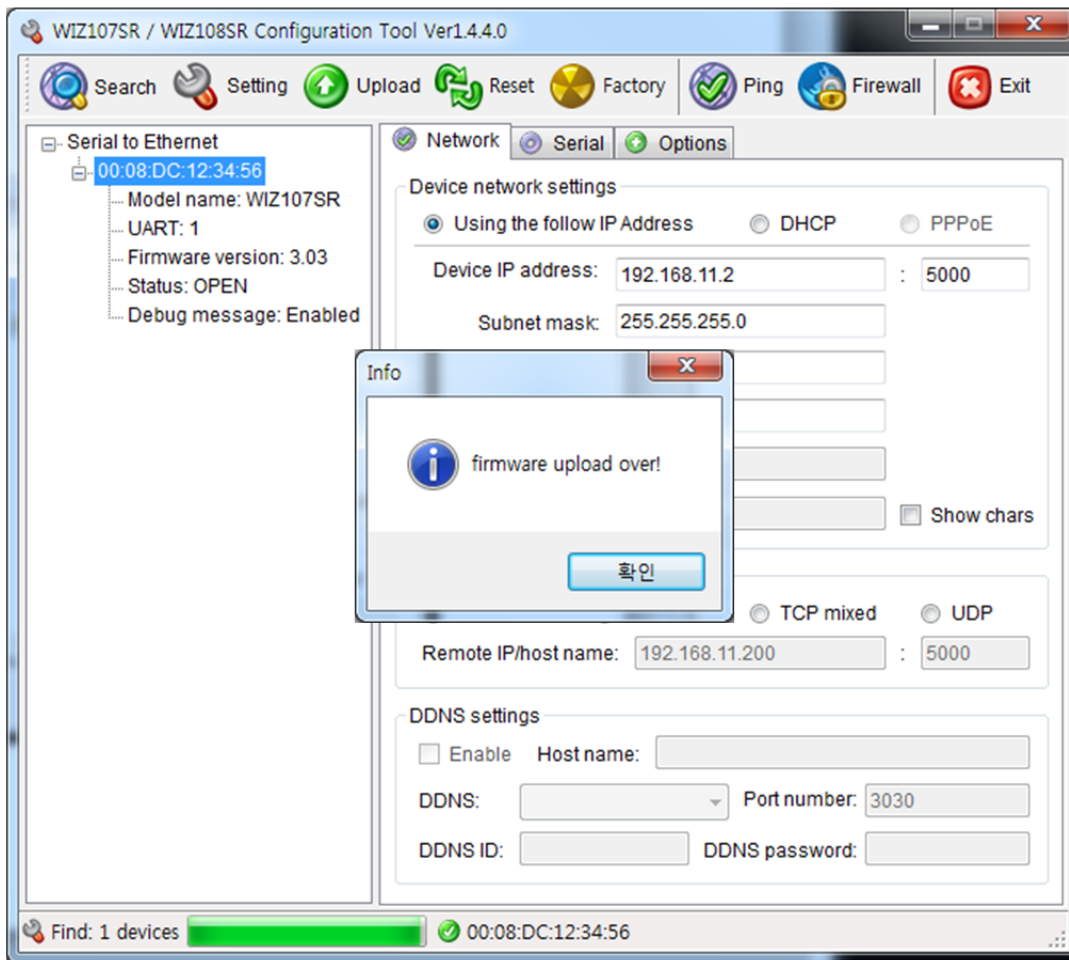 WIZ107SR / WIZ108SR Configuration Tool Ver1.4.4.0
Search Setting Upload Reset Factory Ping Firewall Exit
Serial to Ethernet
00:08:DC:12:34:56
Model name: WIZ107SR
UART: 1
Firmware version: 3.03
Status: OPEN
Debug message: Enabled
Network Serial Options
Device network settings
Using the follow IP Address DHCP PPPoE
Device IP address: 192.168.11.2 : 5000
Subnet mask: 255.255.255.0
Info
firmware upload over!
확인
Show chars
TCP mixed UDP
Remote IP/host name: 192.168.11.200 : 5000
DDNS settings
Enable Host name:
DDNS: Port number: 3030
DDNS ID: DDNS password:
Find: 1 devices 00:08:DC:12:34:56